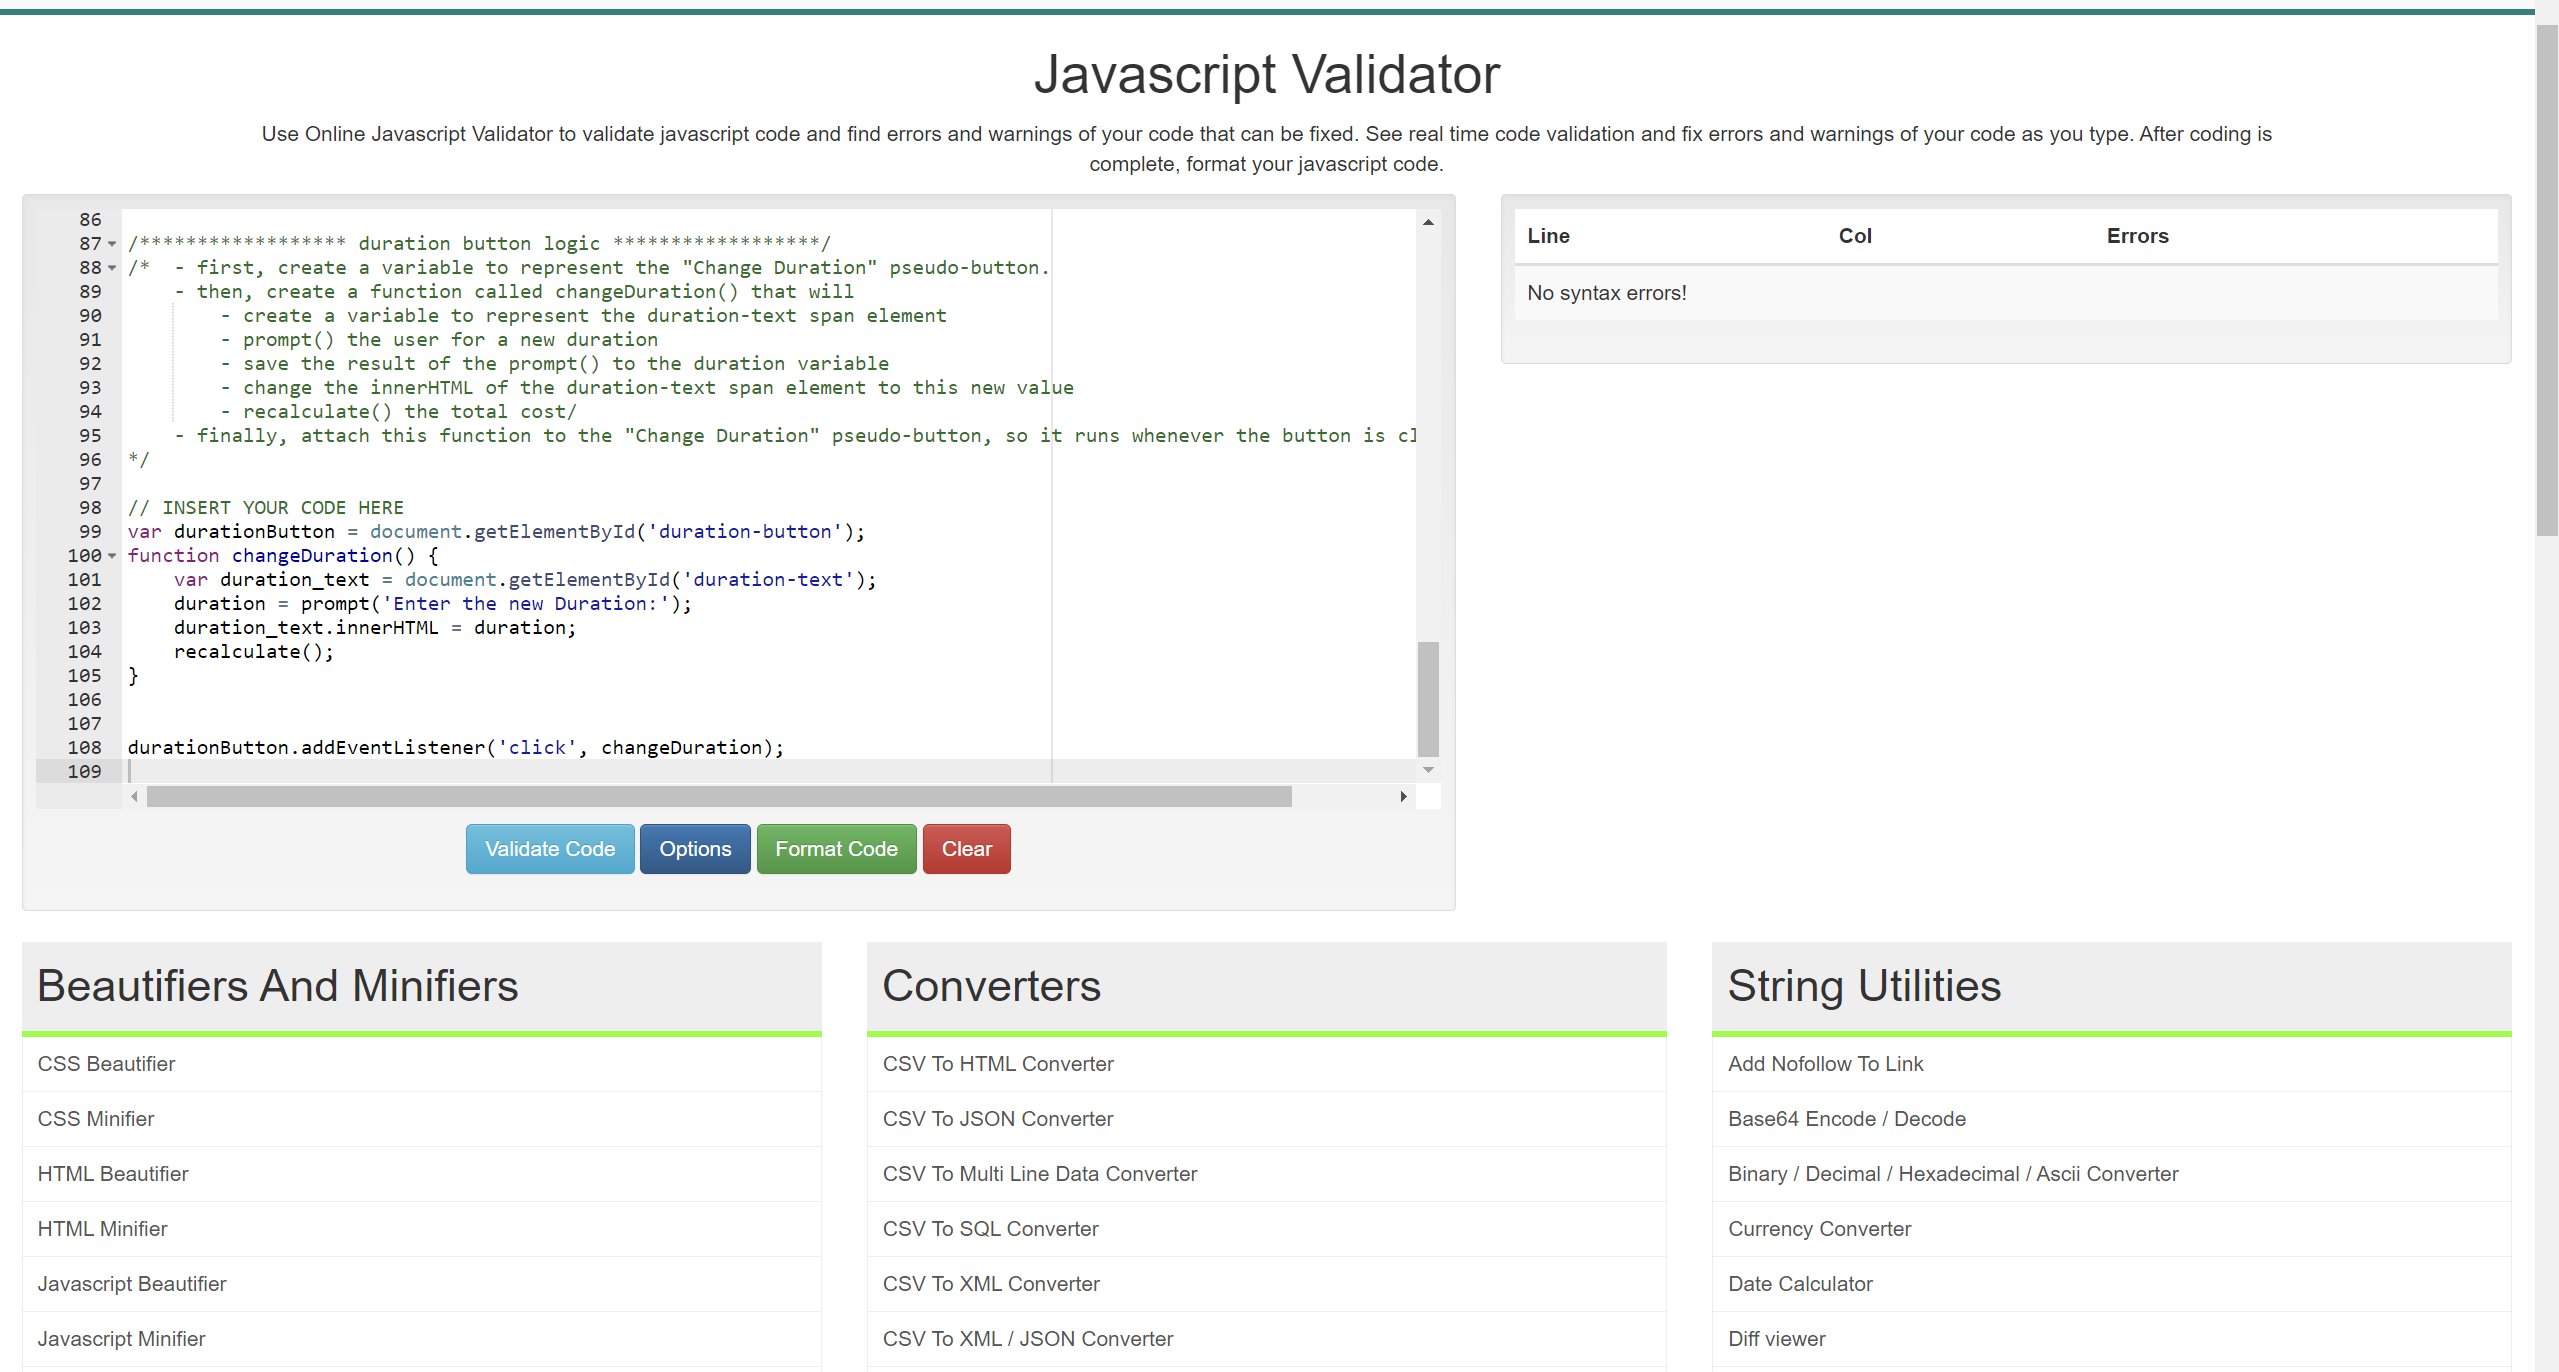 Javascript Validator
Use Online Javascript Validator to validate javascript code and find errors and warnings of your code that can be fixed. See real time code validation and fix errors and warnings of your code as you type. After coding is
complete, format your javascript code.
86
87 /****************** duration button logic ******************/
88 /*  - first, create a variable to represent the "Change Duration" pseudo-button.
89     - then, create a function called changeDuration() that will
90         - create a variable to represent the duration-text span element
91         - prompt() the user for a new duration
92         - save the result of the prompt() to the duration variable
93         - change the innerHTML of the duration-text span element to this new value
94         - recalculate() the total cost/
95     - finally, attach this function to the "Change Duration" pseudo-button, so it runs whenever the button is cl
96 */
97
98 // INSERT YOUR CODE HERE
99 var durationButton = document.getElementById('duration-button');
100 function changeDuration() {
101     var duration_text = document.getElementById('duration-text');
102     duration = prompt('Enter the new Duration:');
103     duration_text.innerHTML = duration;
104     recalculate();
105 }
106
107
108 durationButton.addEventListener('click', changeDuration);
109
Validate Code Options Format Code Clear
Line Col Errors
No syntax errors!
Beautifiers And Minifiers
CSS Beautifier
CSS Minifier
HTML Beautifier
HTML Minifier
Javascript Beautifier
Javascript Minifier
Converters
CSV To HTML Converter
CSV To JSON Converter
CSV To Multi Line Data Converter
CSV To SQL Converter
CSV To XML Converter
CSV To XML / JSON Converter
String Utilities
Add Nofollow To Link
Base64 Encode / Decode
Binary / Decimal / Hexadecimal / Ascii Converter
Currency Converter
Date Calculator
Diff viewer